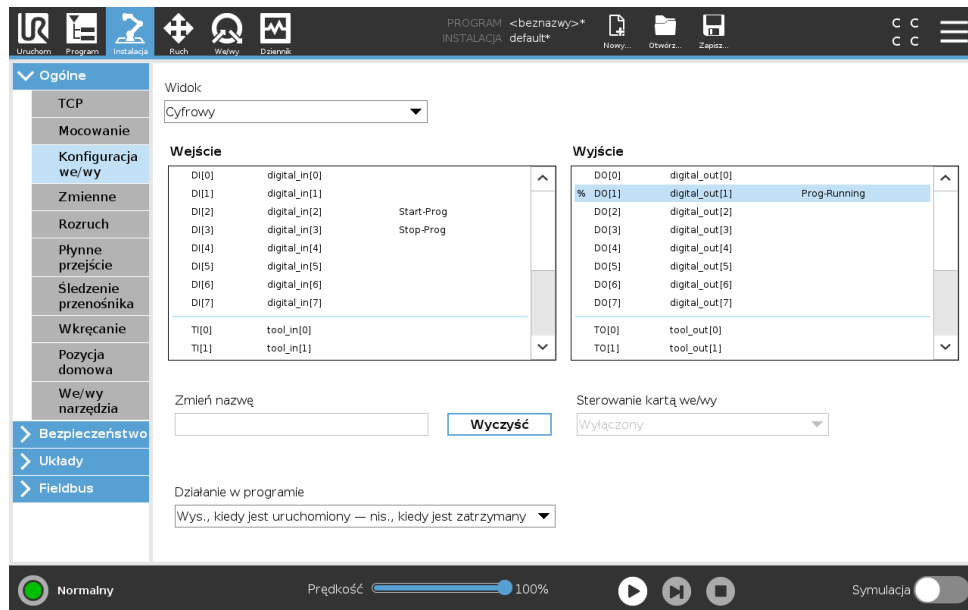 PROGRAM <beznazwy>*
INSTALACJA default*
C C
C C
Uruchom Program Instalacja Ruch We/wy Dziennik Nowy... Otwórz... Zapisz...
Ogólne
TCP
Mocowanie
Konfiguracja
we/wy
Zmienne
Rozruch
Płynne
przejście
Śledzenie
przenośnika
Wkręcanie
Pozycja
domowa
We/wy
narzędzia
Bezpieczeństwo
Układy
Fieldbus
Widok
Cyfrowy
Wejście
DI[0] digital_in[0]
DI[1] digital_in[1]
DI[2] digital_in[2] Start-Prog
DI[3] digital_in[3] Stop-Prog
DI[4] digital_in[4]
DI[5] digital_in[5]
DI[6] digital_in[6]
DI[7] digital_in[7]
TI[0] tool_in[0]
TI[1] tool_in[1]
Wyjście
DO[0] digital_out[0]
% DO[1] digital_out[1] Prog-Running
DO[2] digital_out[2]
DO[3] digital_out[3]
DO[4] digital_out[4]
DO[5] digital_out[5]
DO[6] digital_out[6]
DO[7] digital_out[7]
TO[0] tool_out[0]
TO[1] tool_out[1]
Zmień nazwę
Wyczyść
Sterowanie kartą we/wy
Wyłączony
Działanie w programie
Wys., kiedy jest uruchomiony — nis., kiedy jest zatrzymany
Normalny
Prędkość 100%
Symulacja